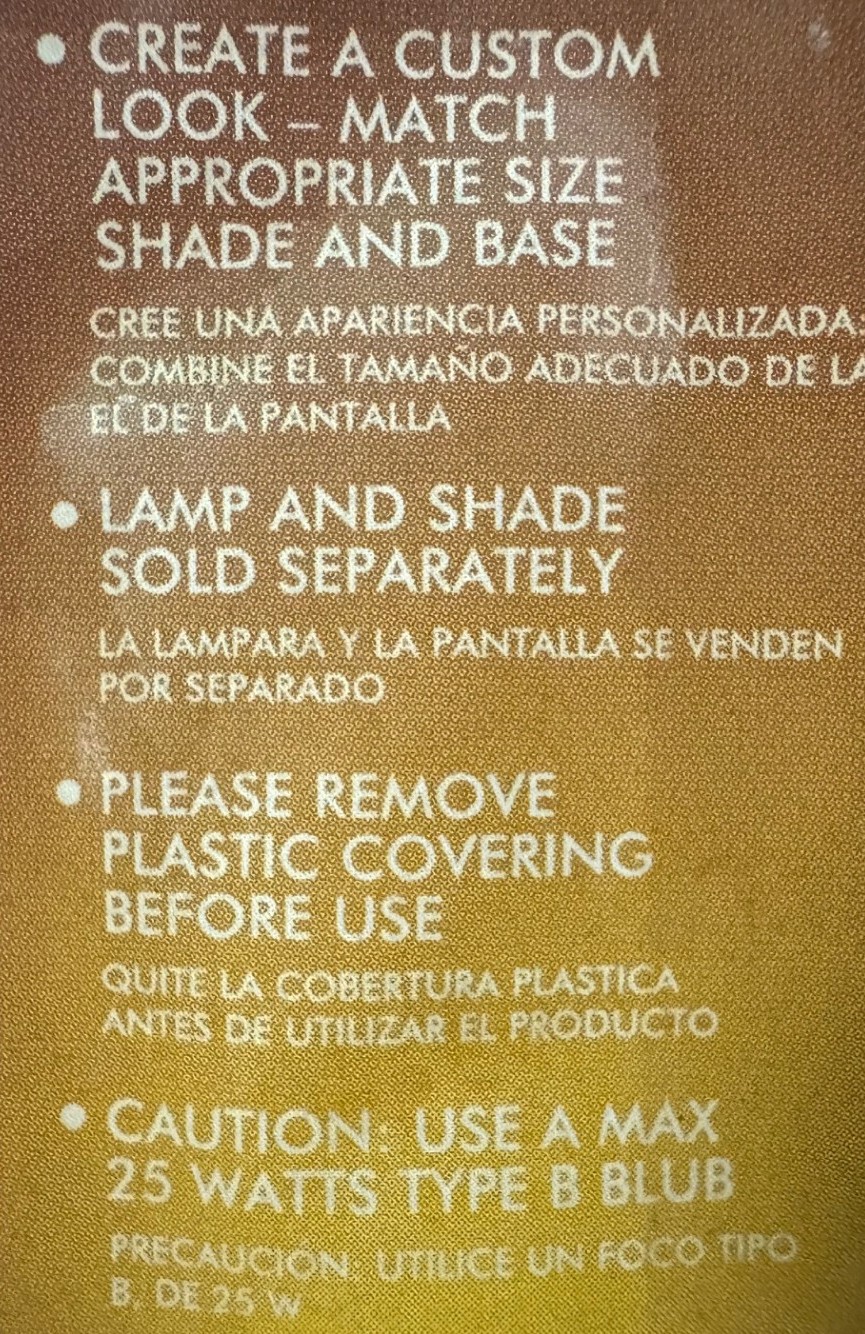 • CREATE A CUSTOM
LOOK – MATCH
APPROPRIATE SIZE
SHADE AND BASE
CREE UNA APARIENCIA PERSONALIZADA
COMBINE EL TAMAÑO ADECUADO DE LA
EL DE LA PANTALLA
• LAMP AND SHADE
SOLD SEPARATELY
LA LAMPARA Y LA PANTALLA SE VENDEN
POR SEPARADO
• PLEASE REMOVE
PLASTIC COVERING
BEFORE USE
QUITE LA COBERTURA PLASTICA
ANTES DE UTILIZAR EL PRODUCTO
• CAUTION: USE A MAX
25 WATTS TYPE B BLUB
PRECAUCIÓN: UTILICE UN FOCO TIPO
B, DE 25 W